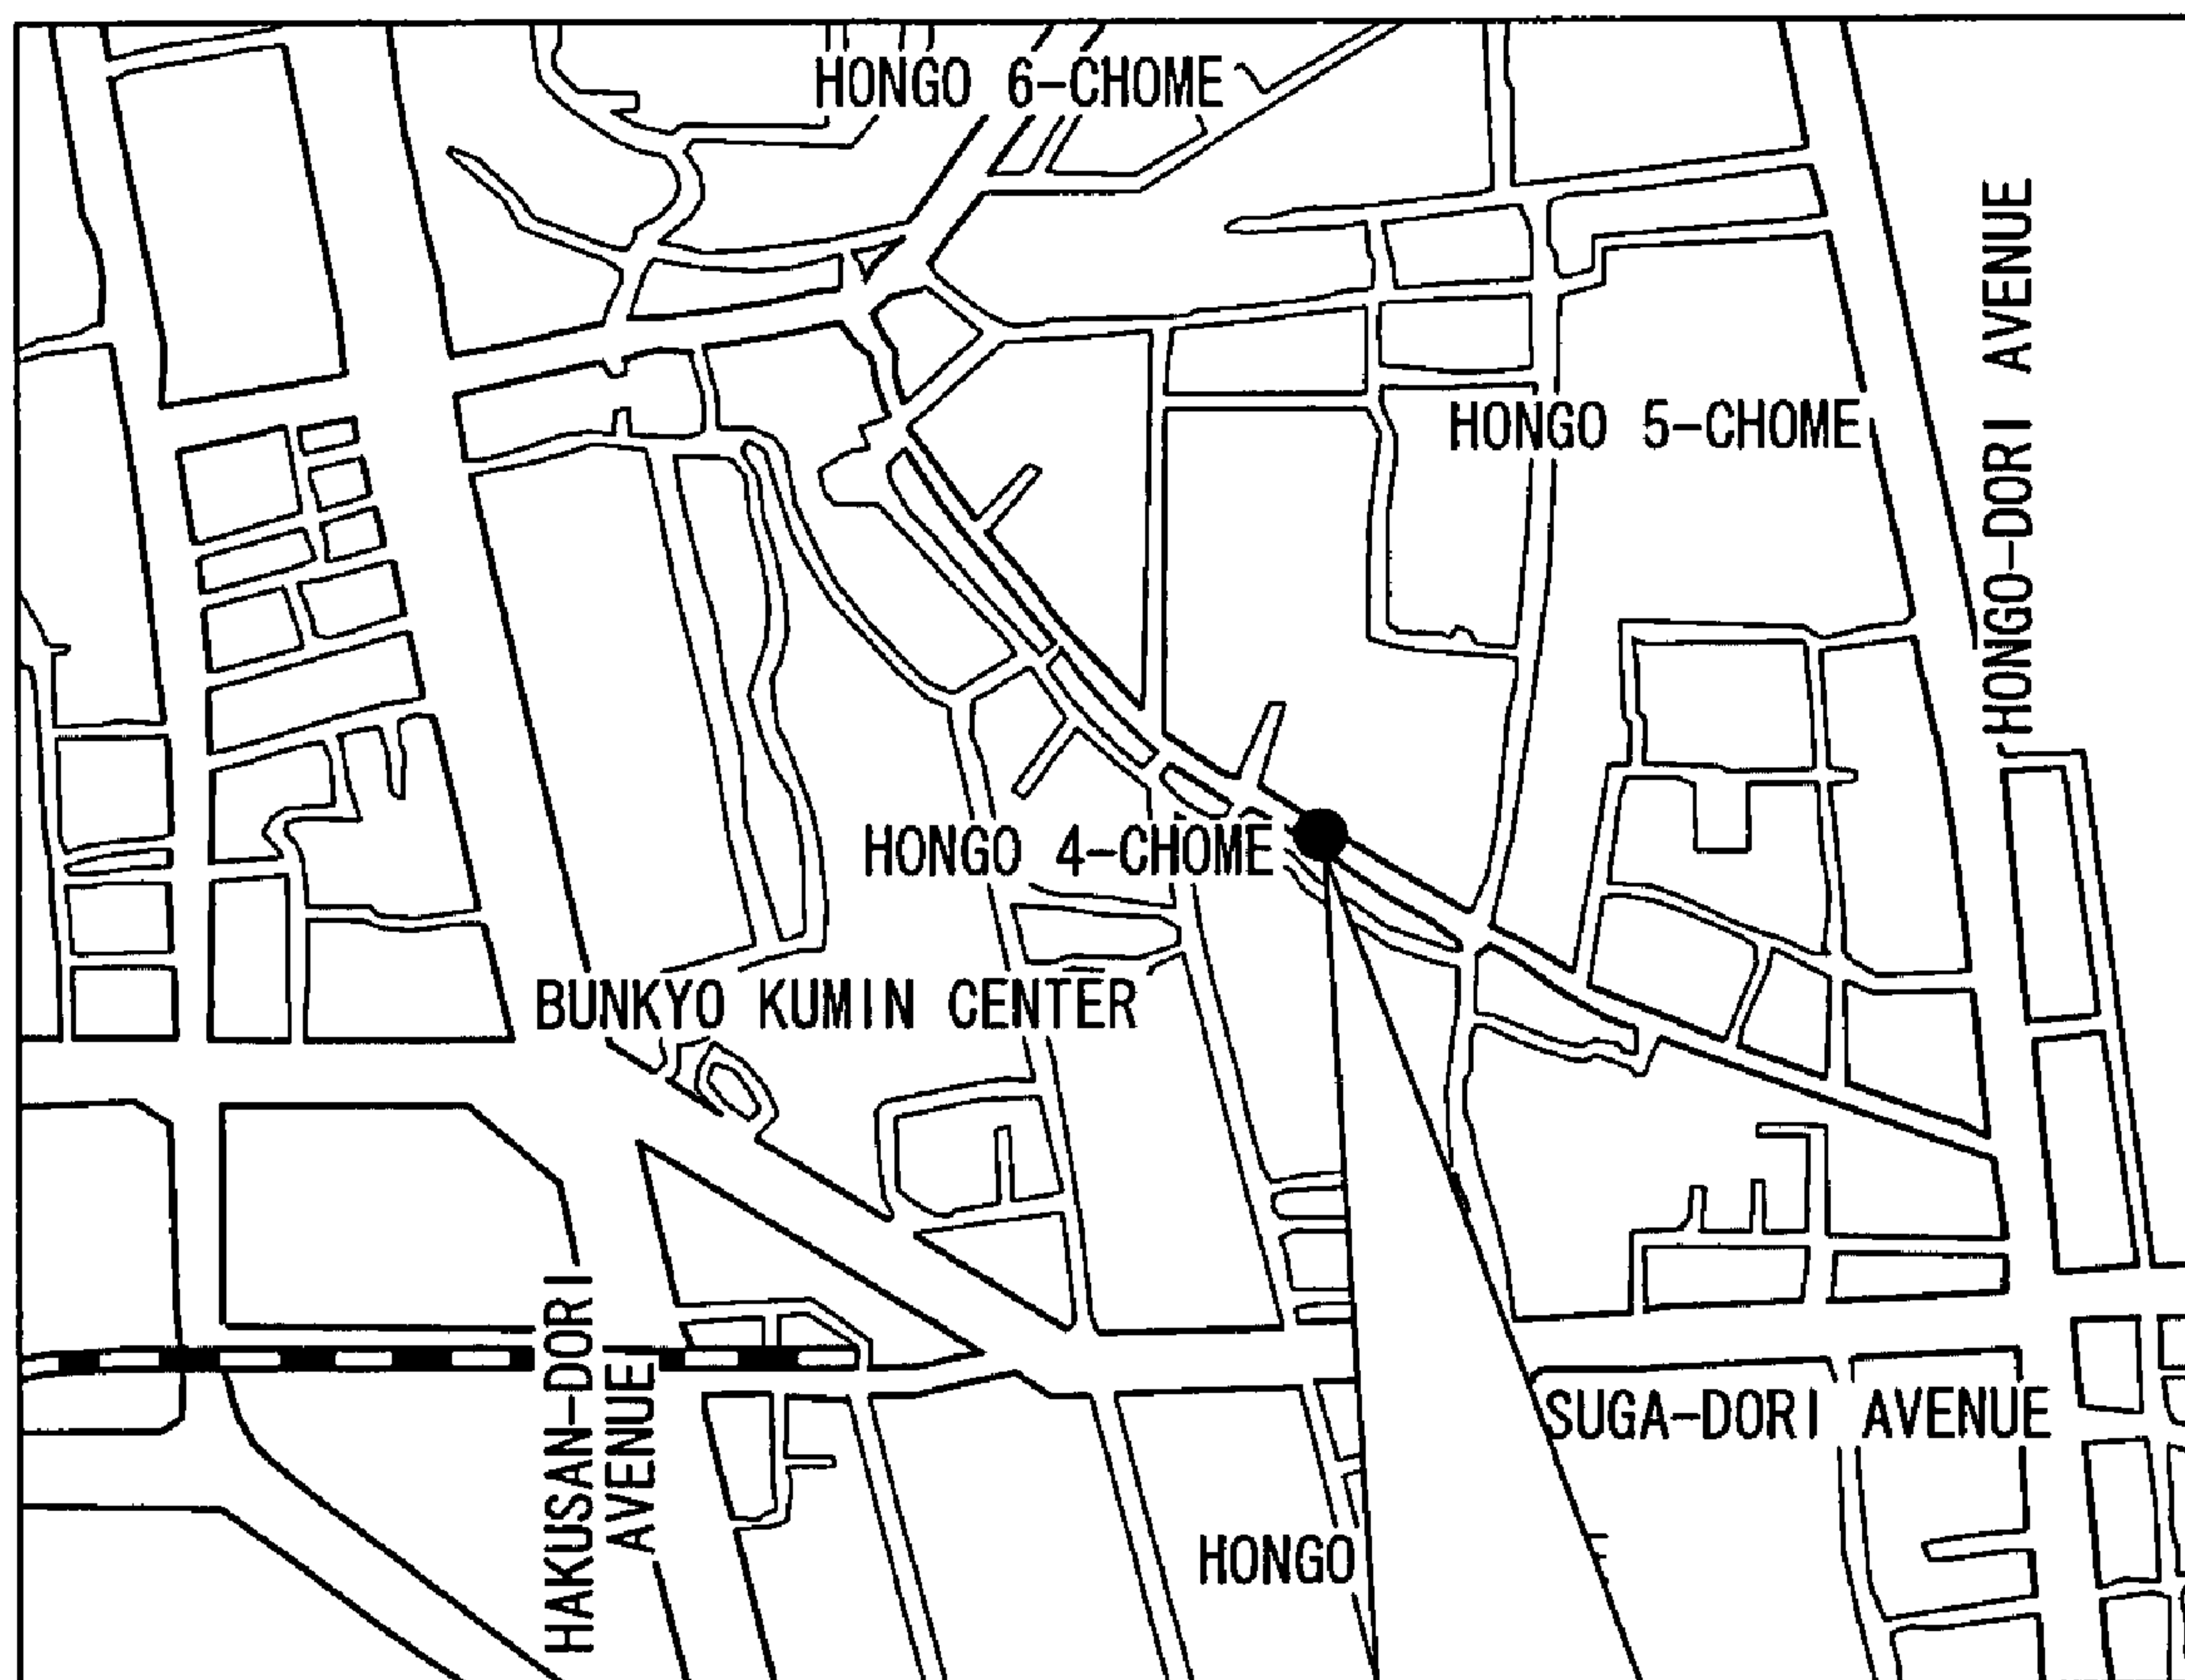 HONGO 6-CHOME
HONGO-DORI AVENUE
HONGO 5-CHOME
HONGO 4-CHOME
BUNKYO KUMIN CENTER
HAKUSAN-DORI
AVENUE
SUGA-DORI AVENUE
HONGO